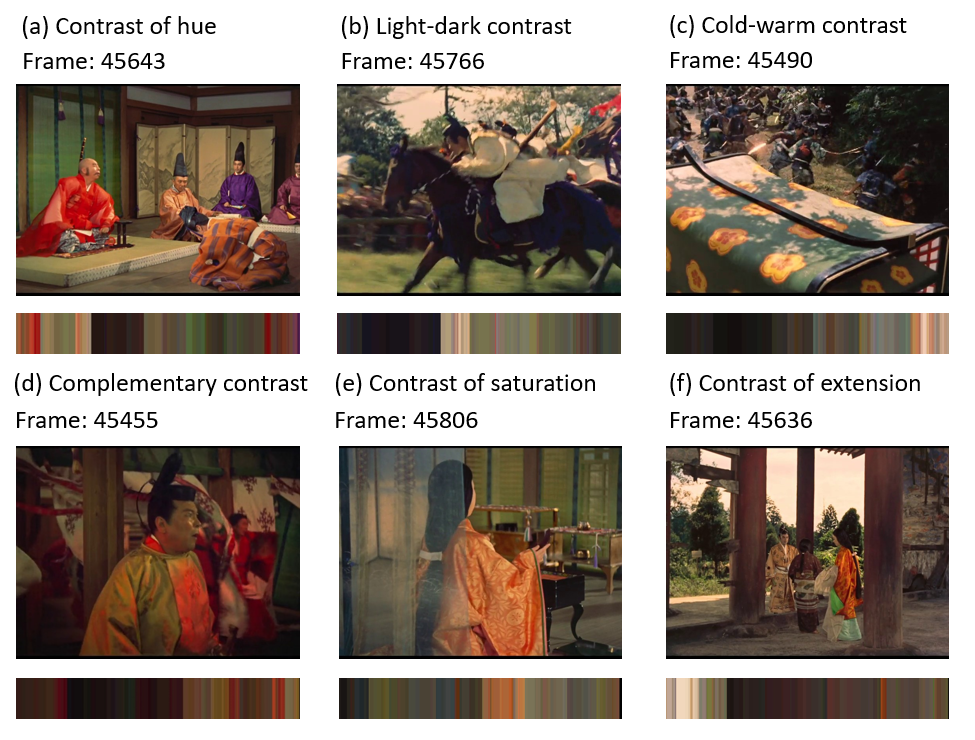 (a) Contrast of hue
Frame: 45643
(b) Light-dark contrast
Frame: 45766
(c) Cold-warm contrast
Frame: 45490
(d) Complementary contrast
Frame: 45455
(e) Contrast of saturation
Frame: 45806
(f) Contrast of extension
Frame: 45636